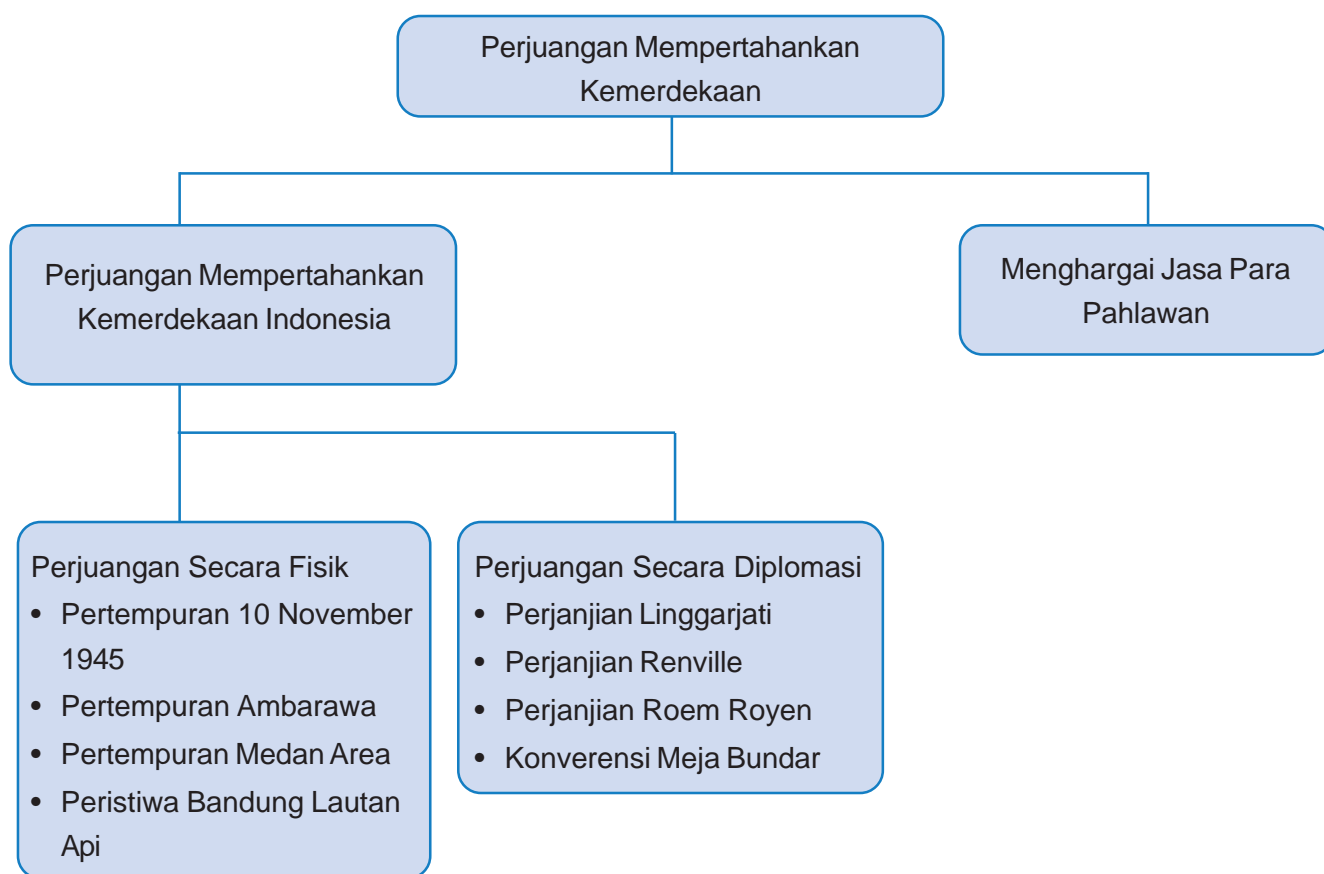 Perjuangan Mempertahankan
Kemerdekaan
Perjuangan Mempertahankan
Kemerdekaan Indonesia
Menghargai Jasa Para
Pahlawan
Perjuangan Secara Fisik
• Pertempuran 10 November
1945
• Pertempuran Ambarawa
• Pertempuran Medan Area
• Peristiwa Bandung Lautan
Api
Perjuangan Secara Diplomasi
• Perjanjian Linggarjati
• Perjanjian Renville
• Perjanjian Roem Royen
• Konverensi Meja Bundar